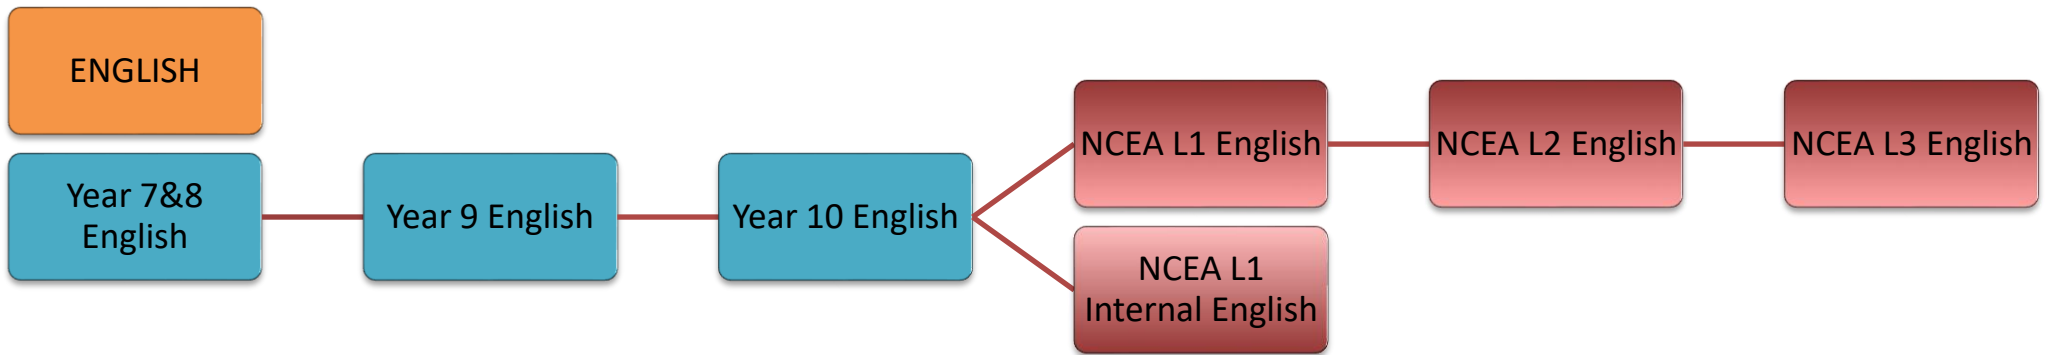 ENGLISH
Year 7&8
English
Year 9 English
Year 10 English
NCEA L1 English
NCEA L2 English
NCEA L3 English
NCEA L1
Internal English